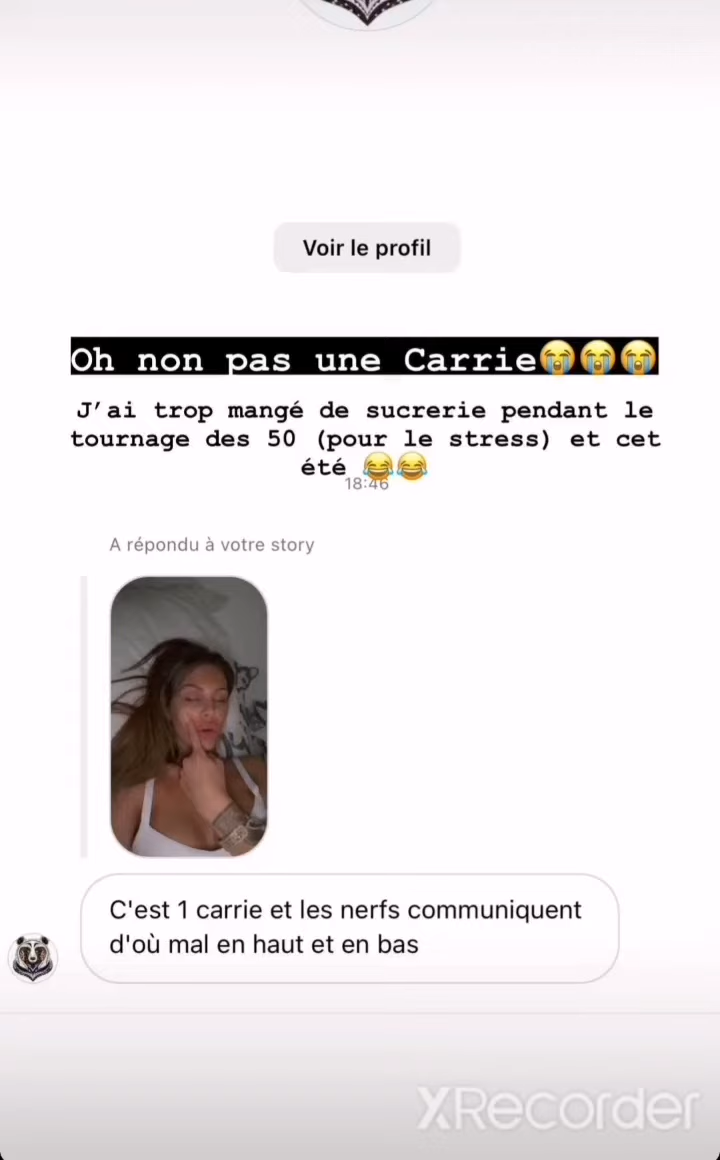 Voir le profil
Oh non pas une Carrie😭😭😭
J'ai trop mangé de sucrerie pendant le
tournage des 50 (pour le stress) et cet
été 😂😂
18:46
A répondu à votre story
C'est 1 carrie et les nerfs communiquent
d'où mal en haut et en bas
XRecorder